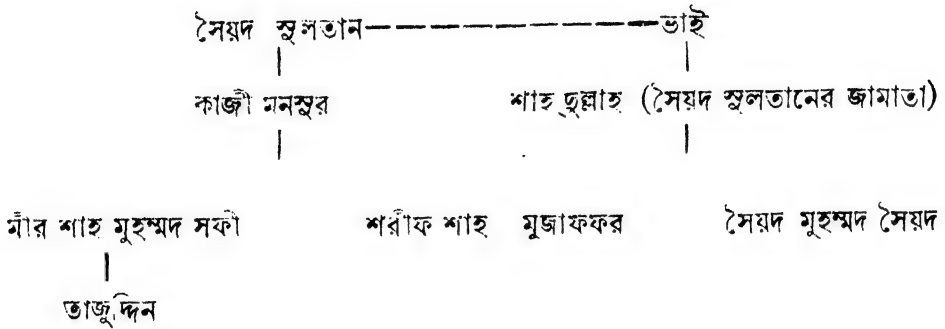 সৈয়দ সুলতান————————ভাই
কাজী মনসুর শাহ্‌দুল্লাহ (সৈয়দ সুলতানের জামাতা)
মীর শাহ মুহম্মদ সফী শরীফ শাহ মুজাফফর সৈয়দ মুহম্মদ সৈয়দ
তাজুদ্দিন